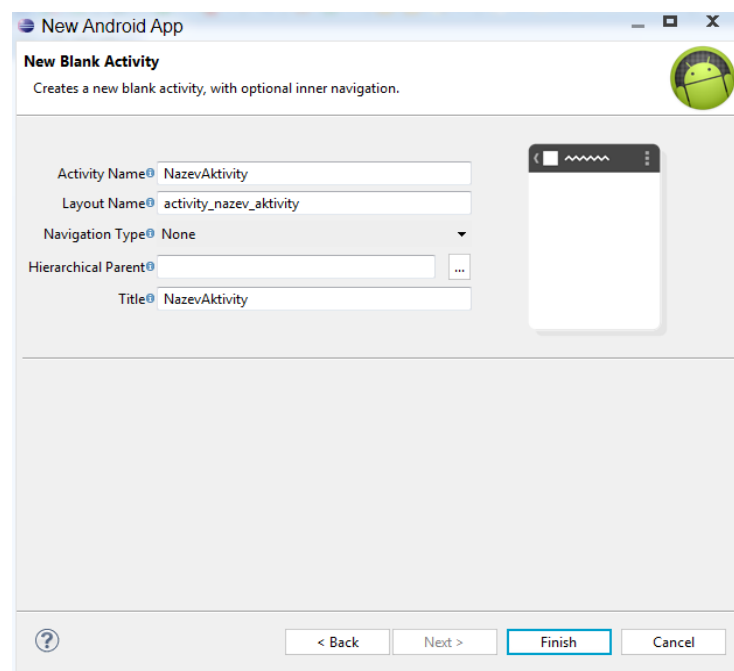 New Android App
New Blank Activity
Creates a new blank activity, with optional inner navigation.
Activity Name NazevAktivity
Layout Name activity_nazev_aktivity
Navigation Type None
Hierarchical Parent ...
Title NazevAktivity
? < Back Next > Finish Cancel